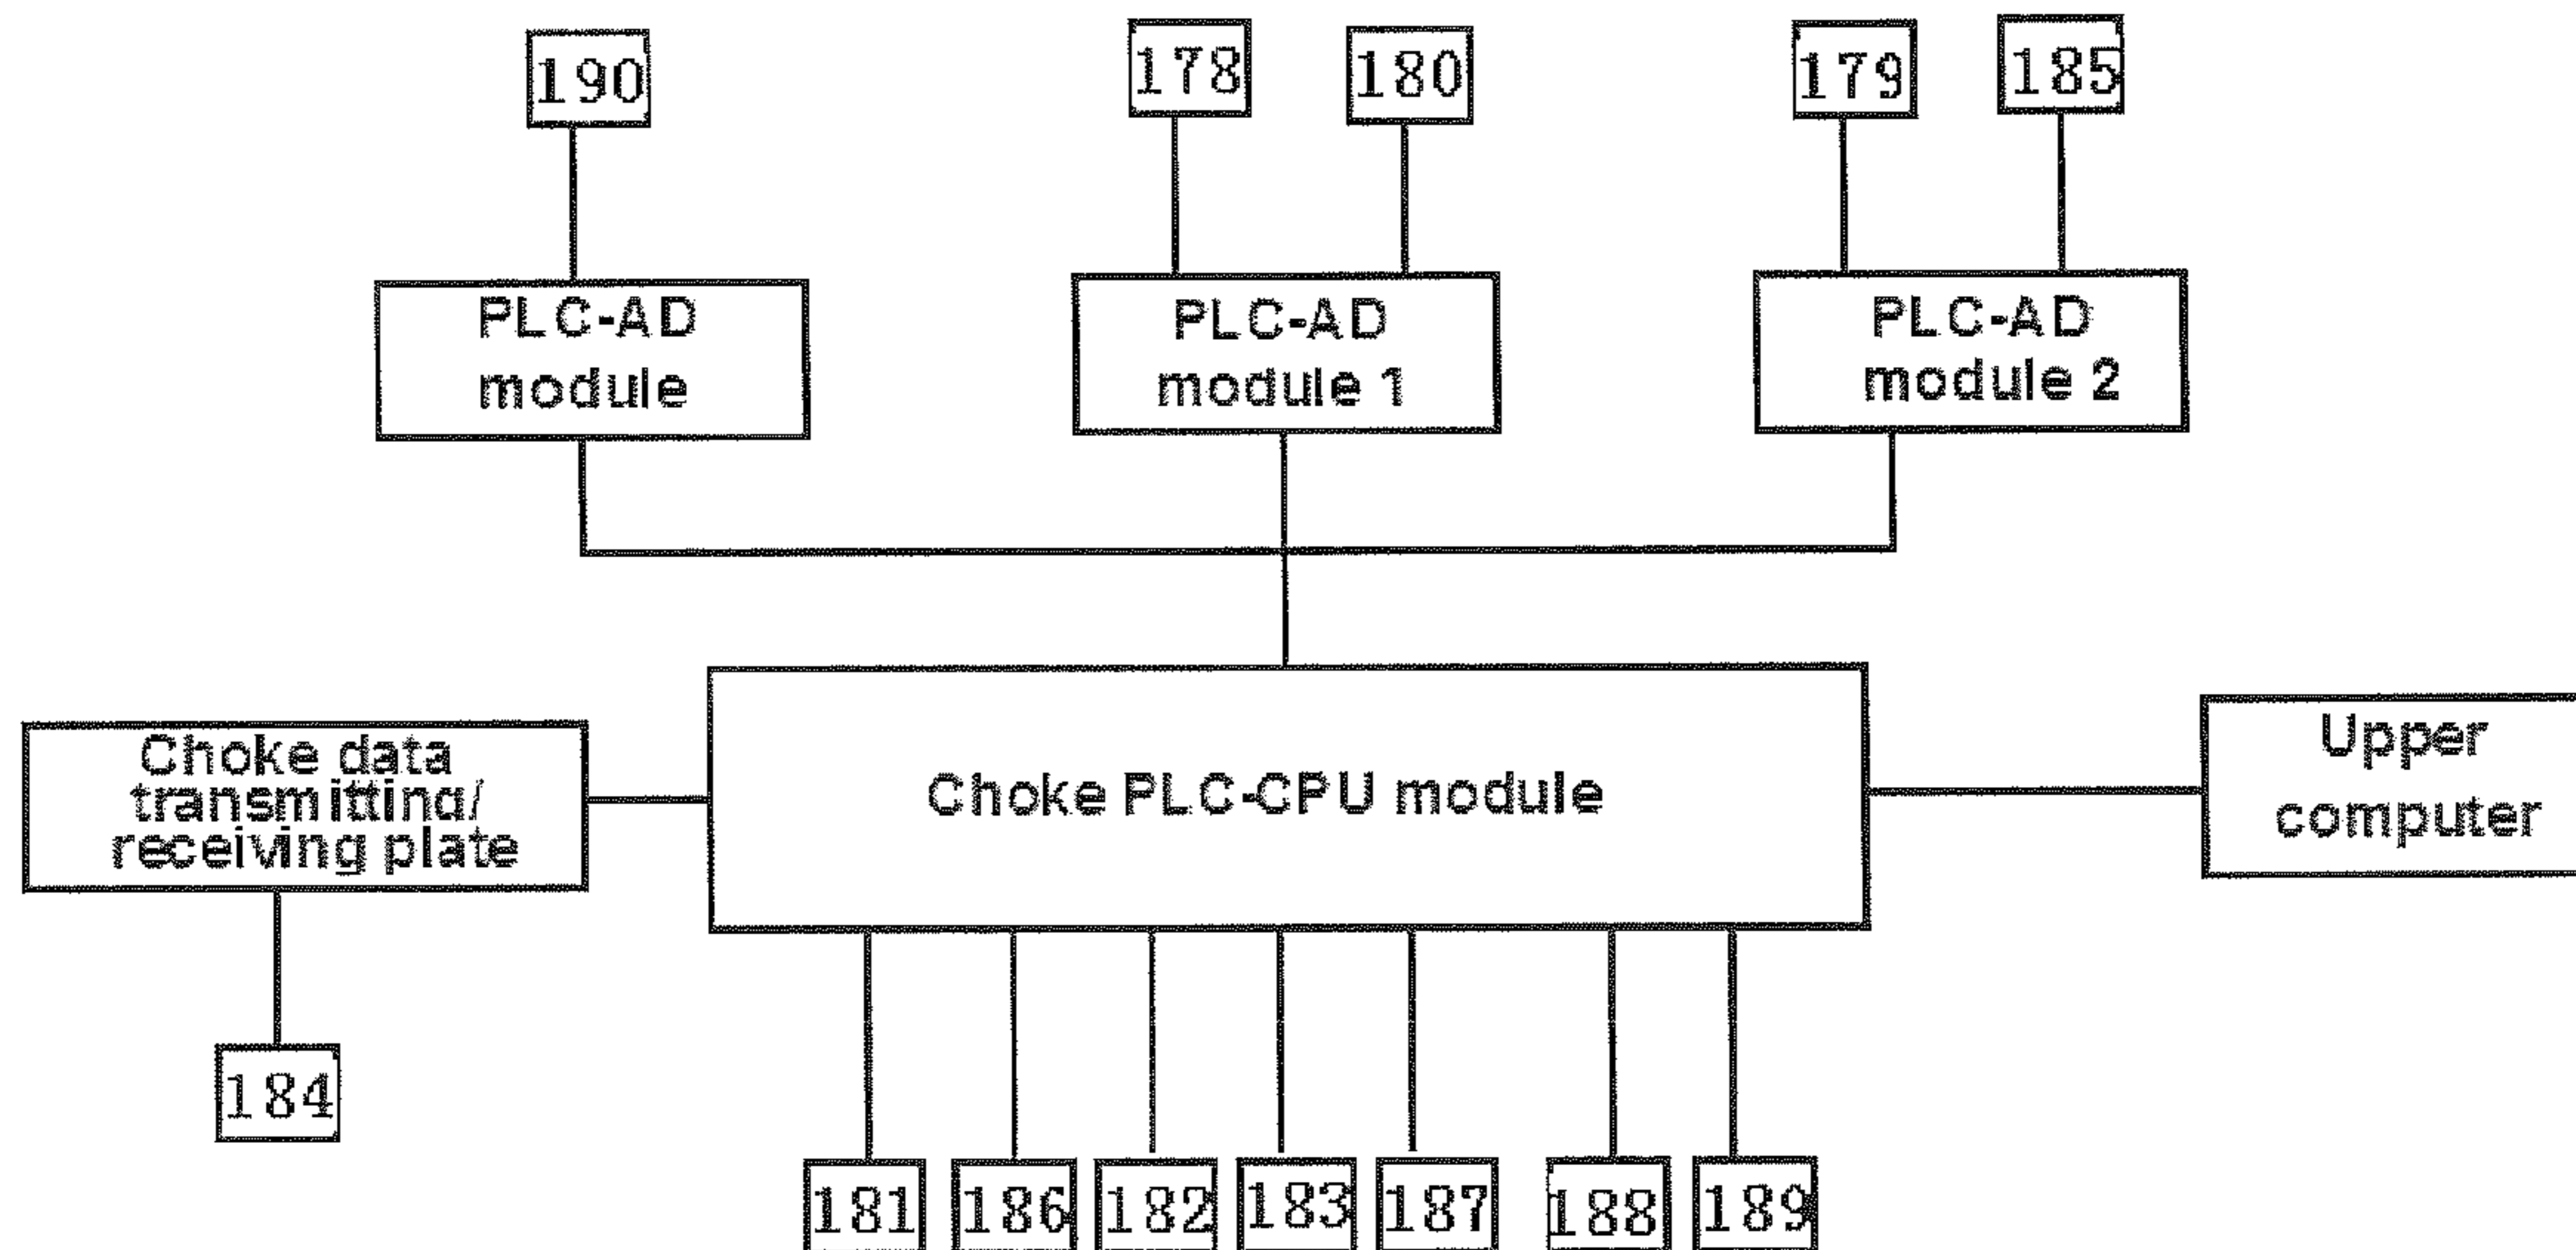 190
178
180
179
185
PLC-AD
module
PLC-AD
module 1
PLC-AD
module 2
Choke data
transmitting/
receiving plate
Choke PLC-CPU module
Upper
computer
184
181
186
182
183
187
188
189